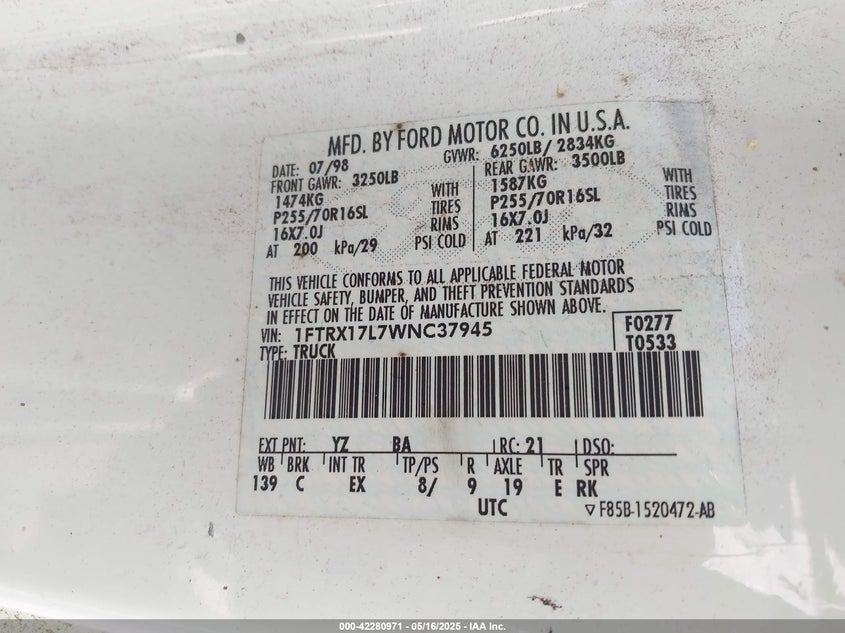 MFD. BY FORD MOTOR CO. IN U.S.A.
DATE: 07/98 GVWR: 6250LB/ 2834KG
FRONT GAWR: 3250LB REAR GAWR: 3500LB
1474KG WITH 1587KG WITH
P255/70R16SL TIRES P255/70R16SL TIRES
16X7.0J RIMS 16X7.0J RIMS
AT 200 kPa/29 PSI COLD AT 221 kPa/32 PSI COLD
THIS VEHICLE CONFORMS TO ALL APPLICABLE FEDERAL MOTOR
VEHICLE SAFETY, BUMPER, AND THEFT PREVENTION STANDARDS
IN EFFECT ON THE DATE OF MANUFACTURE SHOWN ABOVE.
VIN: 1FTRX17L7WNC37945 F0277
TYPE: TRUCK T0533
EXT PNT: YZ BA RC: 21 DSO:
WB BRK INT TR TP/PS R AXLE TR SPR
139 C EX 8/ 9 19 E RK
UTC ▽F85B-1520472-AB
000-42280971 - 05/16/2025 - IAA Inc.